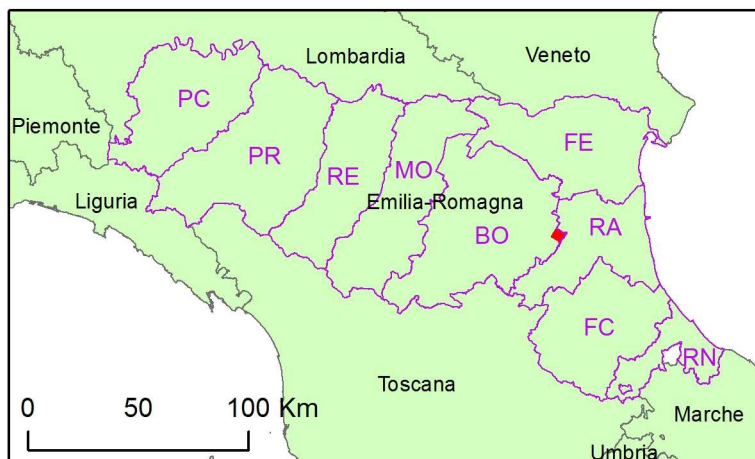 Lombardia
Veneto
PC
Piemonte
FE
PR
MO
RE
Liguria
Emilia-Romagna
RA
BO
FC
RN
Toscana
0 50 100 Km
Marche
Umbria